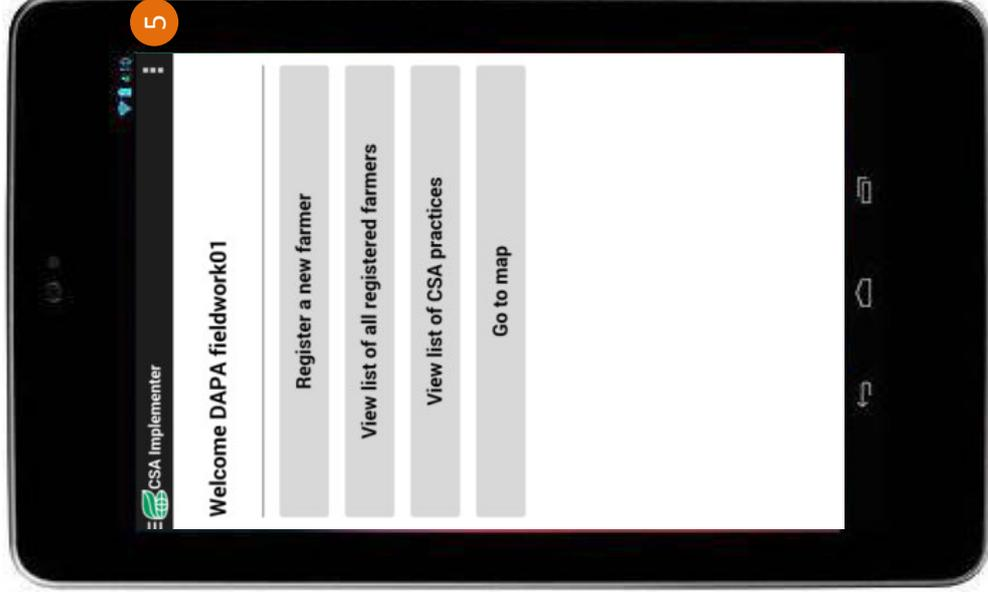 5
CSA Implementer
Welcome DAPA fieldwork01
Register a new farmer
View list of all registered farmers
View list of CSA practices
Go to map